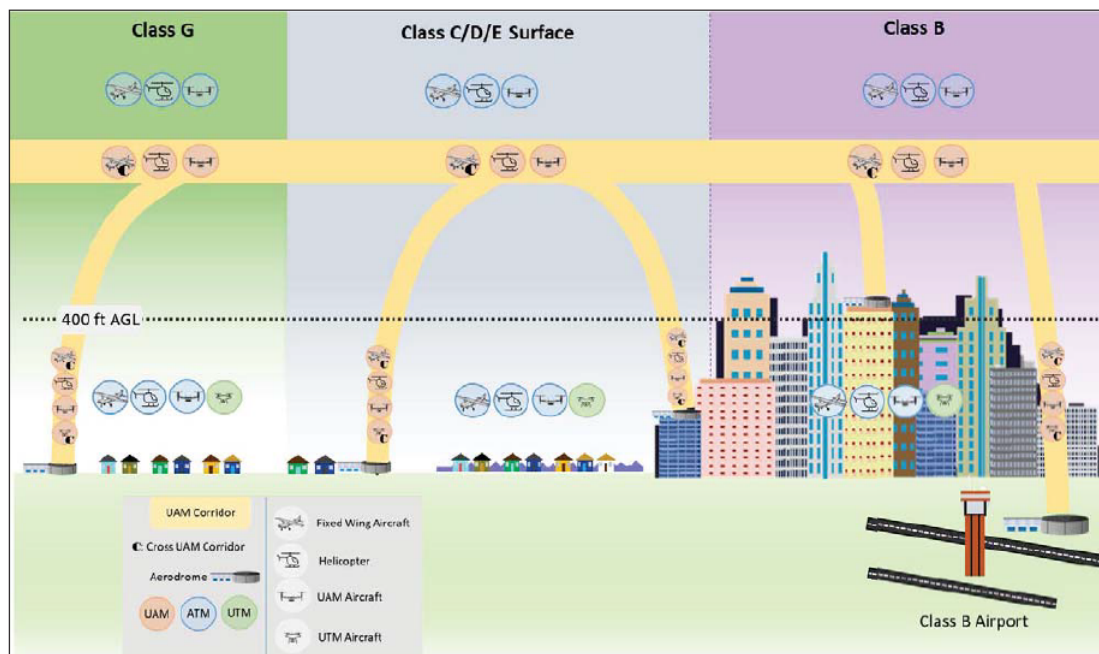 Class G
Class C/D/E Surface
Class B
400 ft AGL
UAM Corridor
C: Cross UAM Corridor
Aerodrome
UAM
ATM
UTM
Fixed Wing Aircraft
Helicopter
UAM Aircraft
UTM Aircraft
Class B Airport